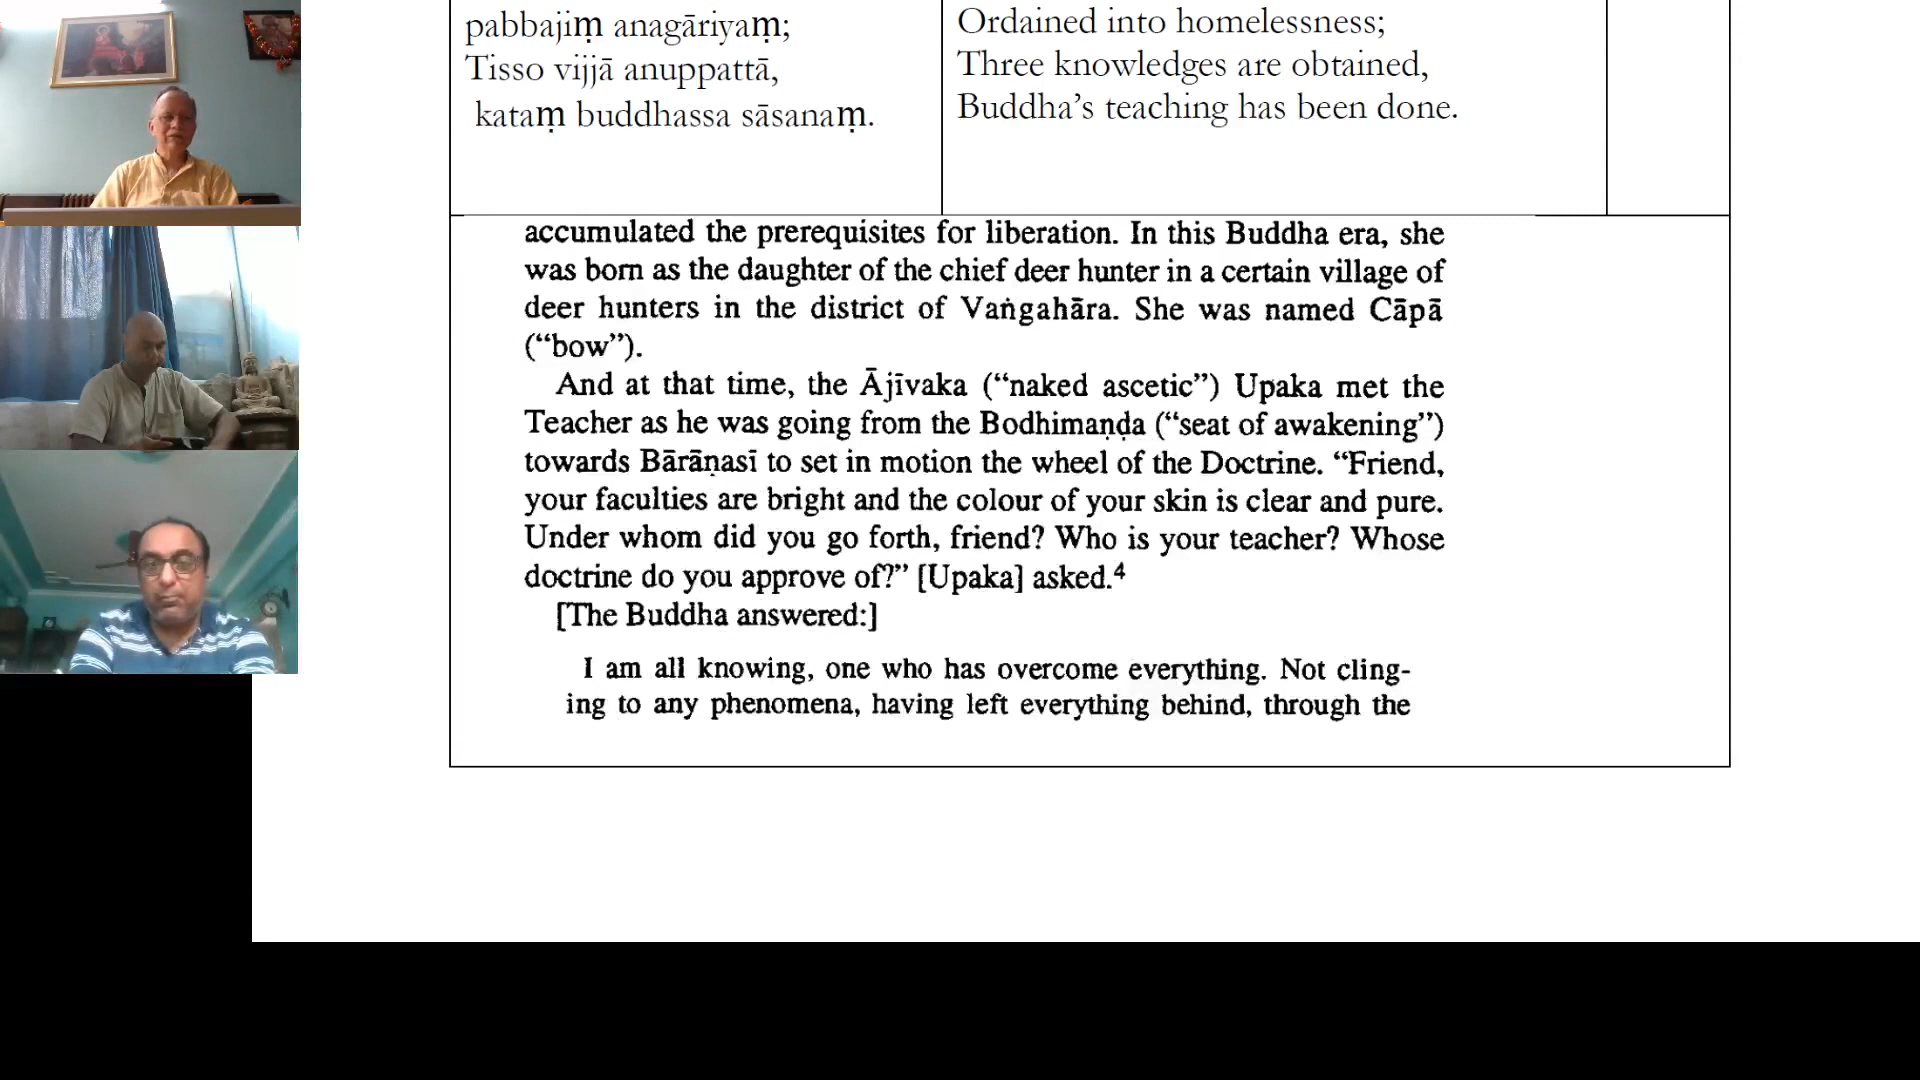 pabbajiṃ anagāriyaṃ;
Tisso vijjā anuppattā,
kataṃ buddhassa sāsanaṃ.
Ordained into homelessness;
Three knowledges are obtained,
Buddha’s teaching has been done.
accumulated the prerequisites for liberation. In this Buddha era, she
was born as the daughter of the chief deer hunter in a certain village of
deer hunters in the district of Vaṅgahāra. She was named Cāpā
(“bow”).
And at that time, the Ājīvaka (“naked ascetic”) Upaka met the
Teacher as he was going from the Bodhimaṇḍa (“seat of awakening”)
towards Bārāṇasī to set in motion the wheel of the Doctrine. “Friend,
your faculties are bright and the colour of your skin is clear and pure.
Under whom did you go forth, friend? Who is your teacher? Whose
doctrine do you approve of?” [Upaka] asked.⁴
[The Buddha answered:]
I am all knowing, one who has overcome everything. Not cling-
ing to any phenomena, having left everything behind, through the